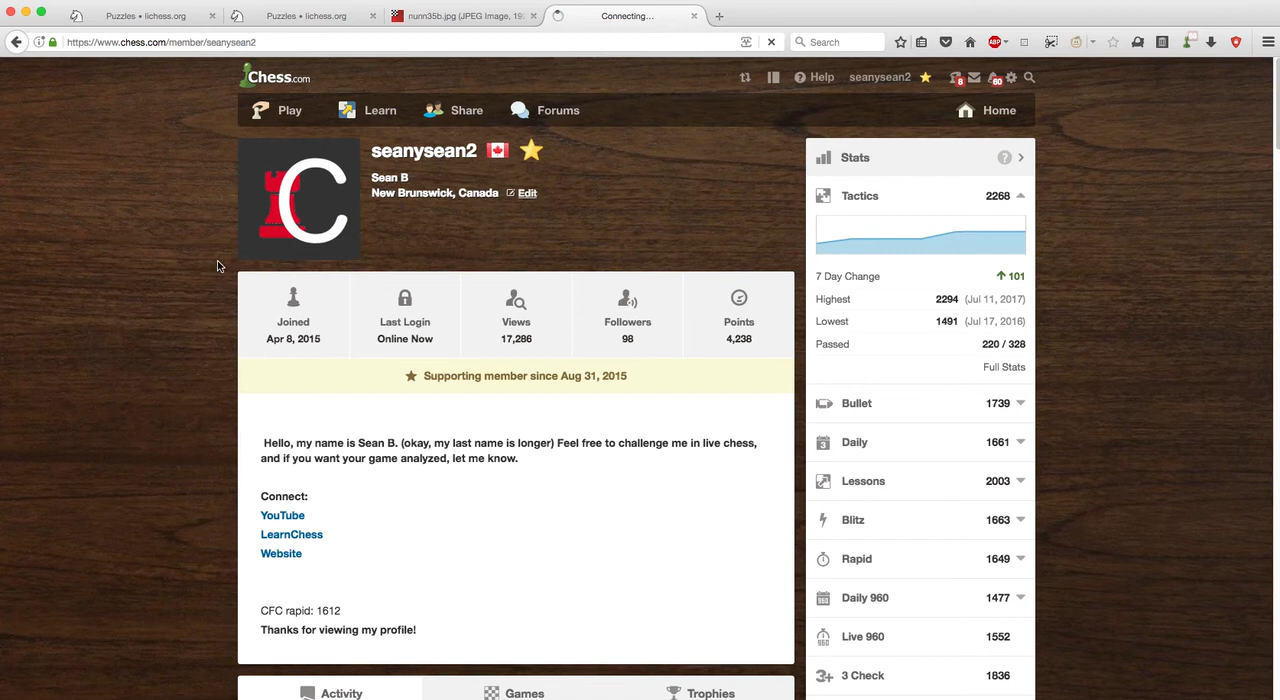 Puzzles • lichess.org
Puzzles • lichess.org
nunn35b.jpg (JPEG Image, 19
Connecting...
https://www.chess.com/member/seanysean2
Search
ABP
Chess.com
Help
seanysean2
8
60
Play
Learn
Share
Forums
Home
seanysean2
Sean B
New Brunswick, Canada
Edit
C
Joined
Apr 8, 2015
Last Login
Online Now
Views
17,286
Followers
98
Points
4,238
Supporting member since Aug 31, 2015
Hello, my name is Sean B. (okay, my last name is longer) Feel free to challenge me in live chess,
and if you want your game analyzed, let me know.
Connect:
YouTube
LearnChess
Website
CFC rapid: 1612
Thanks for viewing my profile!
Activity
Games
Trophies
Stats
?
Tactics 2268
7 Day Change 101
Highest 2294 (Jul 11, 2017)
Lowest 1491 (Jul 17, 2016)
Passed 220 / 328
Full Stats
Bullet 1739
3 Daily 1661
Lessons 2003
Blitz 1663
Rapid 1649
960 Daily 960 1477
960 Live 960 1552
3+ 3 Check 1836